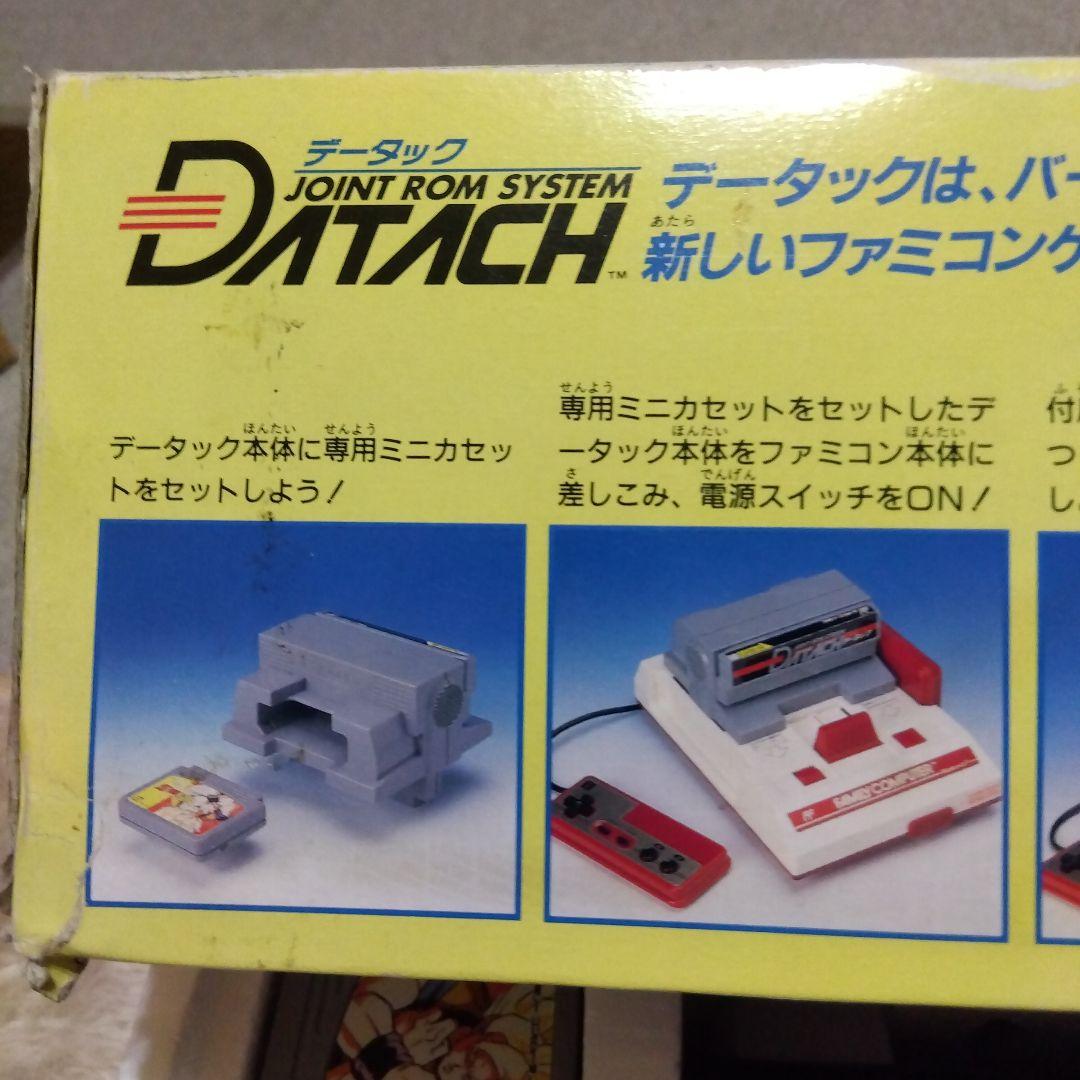 データック
JOINT ROM SYSTEM
DATACH™
データックは、バー
あたら
新しいファミコンゲ
ほんたい せんよう
データック本体に専用ミニカセッ
トをセットしよう!
せんよう
専用ミニカセットをセットしたデ
ほんたい ほんたい
ータック本体をファミコン本体に
さ でんげん
差しこみ、電源スイッチをON!
付
つ
し
DATACH
FAMILY COMPUTER